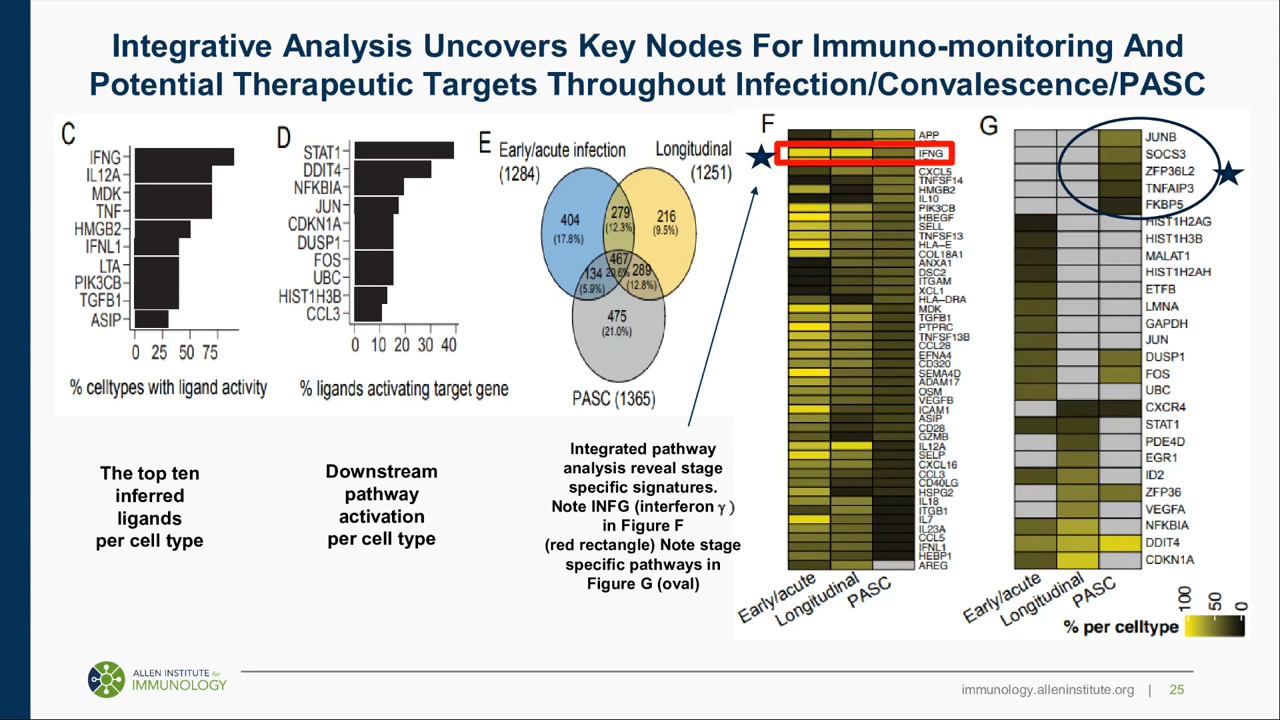 Integrative Analysis Uncovers Key Nodes For Immuno-monitoring And
Potential Therapeutic Targets Throughout Infection/Convalescence/PASC
C
IFNG
IL12A
MDK
TNF
HMGB2
IFNL1
LTA
PIK3CB
TGFB1
ASIP
0 25 50 75
% celltypes with ligand activity
D
STAT1
DDIT4
NFKBIA
JUN
CDKN1A
DUSP1
FOS
UBC
HIST1H3B
CCL3
0 10 20 30 40
% ligands activating target gene
E
Early/acute infection
(1284)
Longitudinal
(1251)
404
(17.8%)
279
(12.3%)
216
(9.5%)
467
20.6%
134
(5.9%)
289
(12.8%)
475
(21.0%)
PASC (1365)
F
APP
IFNG
CXCL5
TNFSF14
HMGB2
IL10
PIK3CB
HBEGF
SELL
TNFSF13
HLA–E
COL18A1
ANXA1
DSC2
ITGAM
XCL1
HLA–DRA
MDK
TGFB1
PTPRC
TNFSF13B
CCL28
EFNA4
CD320
SEMA4D
ADAM17
OSM
VEGFB
ICAM1
ASIP
CD28
GZMB
IL12A
SELP
CXCL16
CCL3
CD40LG
HSPG2
IL18
ITGB1
IL7
IL23A
CCL5
IFNL1
HEBP1
AREG
Early/acute
Longitudinal
PASC
G
JUNB
SOCS3
ZFP36L2
TNFAIP3
FKBP5
HIST1H2AG
HIST1H3B
MALAT1
HIST1H2AH
ETFB
LMNA
GAPDH
JUN
DUSP1
FOS
UBC
CXCR4
STAT1
PDE4D
EGR1
ID2
ZFP36
VEGFA
NFKBIA
DDIT4
CDKN1A
Early/acute
Longitudinal
PASC
% per celltype
100
50
0
The top ten
inferred
ligands
per cell type
Downstream
pathway
activation
per cell type
Integrated pathway
analysis reveal stage
specific signatures.
Note INFG (interferon γ )
in Figure F
(red rectangle) Note stage
specific pathways in
Figure G (oval)
ALLEN INSTITUTE for
IMMUNOLOGY
immunology.alleninstitute.org | 25